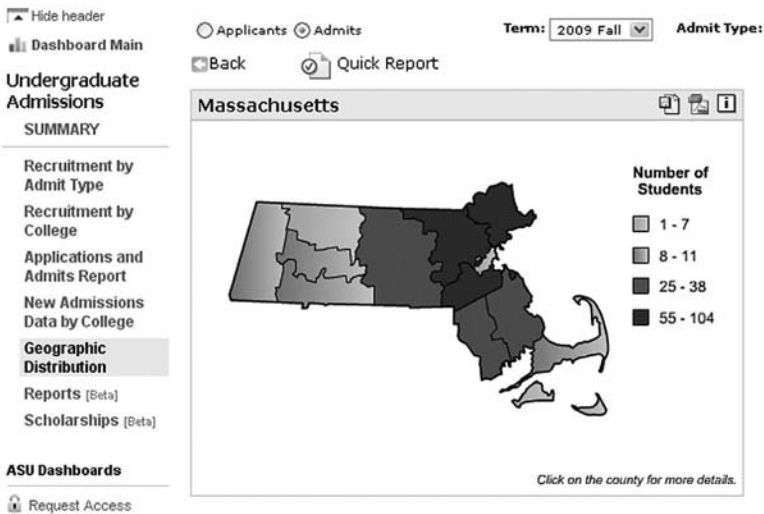 Hide header
Dashboard Main
Undergraduate
Admissions
SUMMARY
Recruitment by
Admit Type
Recruitment by
College
Applications and
Admits Report
New Admissions
Data by College
Geographic
Distribution
Reports [Beta]
Scholarships [Beta]
ASU Dashboards
Request Access
Applicants Admits
Term: 2009 Fall Admit Type:
Back Quick Report
Massachusetts
Number of
Students
1 - 7
8 - 11
25 - 38
55 - 104
Click on the county for more details.